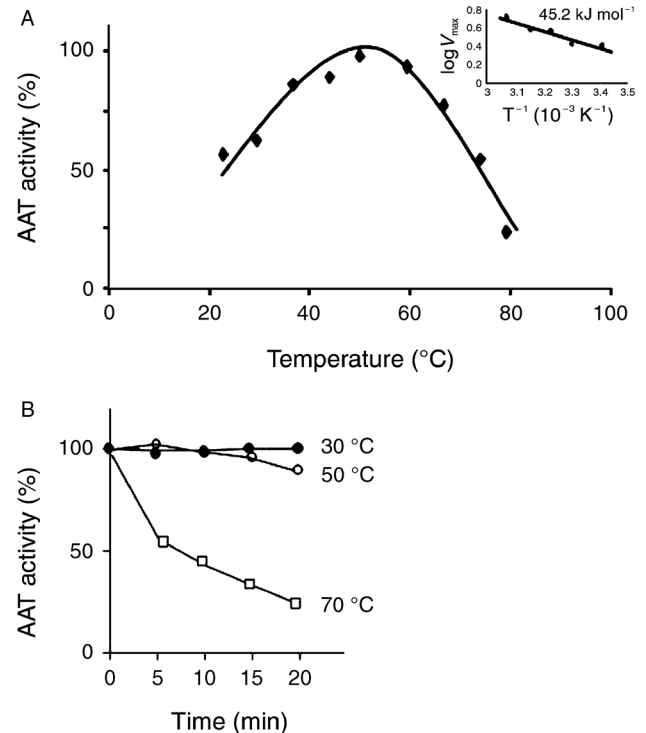 A
AAT activity (%)
100
50
0
0 20 40 60 80 100
Temperature (°C)
log Vmax
0.8
0.6
0.4
0.2
0
3 3.1 3.2 3.3 3.4 3.5
T⁻¹ (10⁻³ K⁻¹)
45.2 kJ mol⁻¹
B
AAT activity (%)
100
50
0
0 5 10 15 20
Time (min)
30 °C
50 °C
70 °C